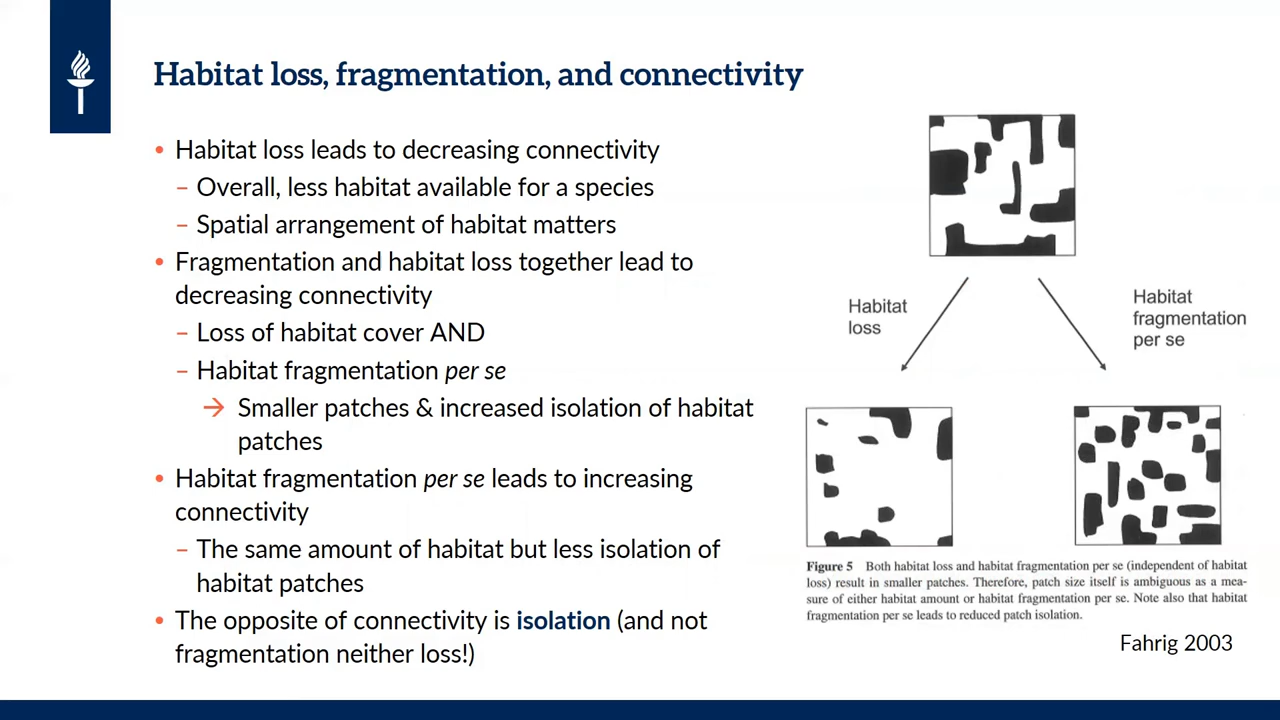 Habitat loss, fragmentation, and connectivity
• Habitat loss leads to decreasing connectivity
– Overall, less habitat available for a species
– Spatial arrangement of habitat matters
• Fragmentation and habitat loss together lead to
decreasing connectivity
– Loss of habitat cover AND
– Habitat fragmentation per se
→ Smaller patches & increased isolation of habitat
patches
• Habitat fragmentation per se leads to increasing
connectivity
– The same amount of habitat but less isolation of
habitat patches
• The opposite of connectivity is isolation (and not
fragmentation neither loss!)
Habitat
loss
Habitat
fragmentation
per se
Figure 5 Both habitat loss and habitat fragmentation per se (independent of habitat
loss) result in smaller patches. Therefore, patch size itself is ambiguous as a mea-
sure of either habitat amount or habitat fragmentation per se. Note also that habitat
fragmentation per se leads to reduced patch isolation.
Fahrig 2003